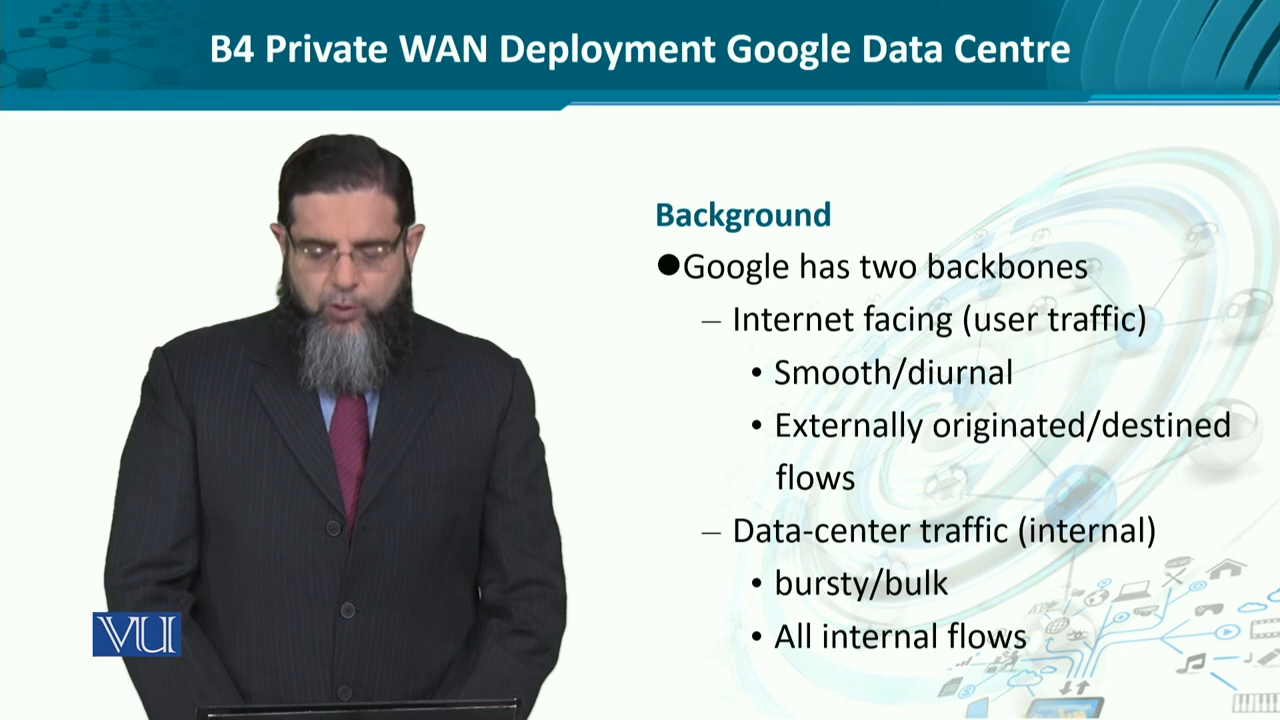 B4 Private WAN Deployment Google Data Centre
Background
●Google has two backbones
– Internet facing (user traffic)
• Smooth/diurnal
• Externally originated/destined
flows
– Data-center traffic (internal)
• bursty/bulk
• All internal flows
VU